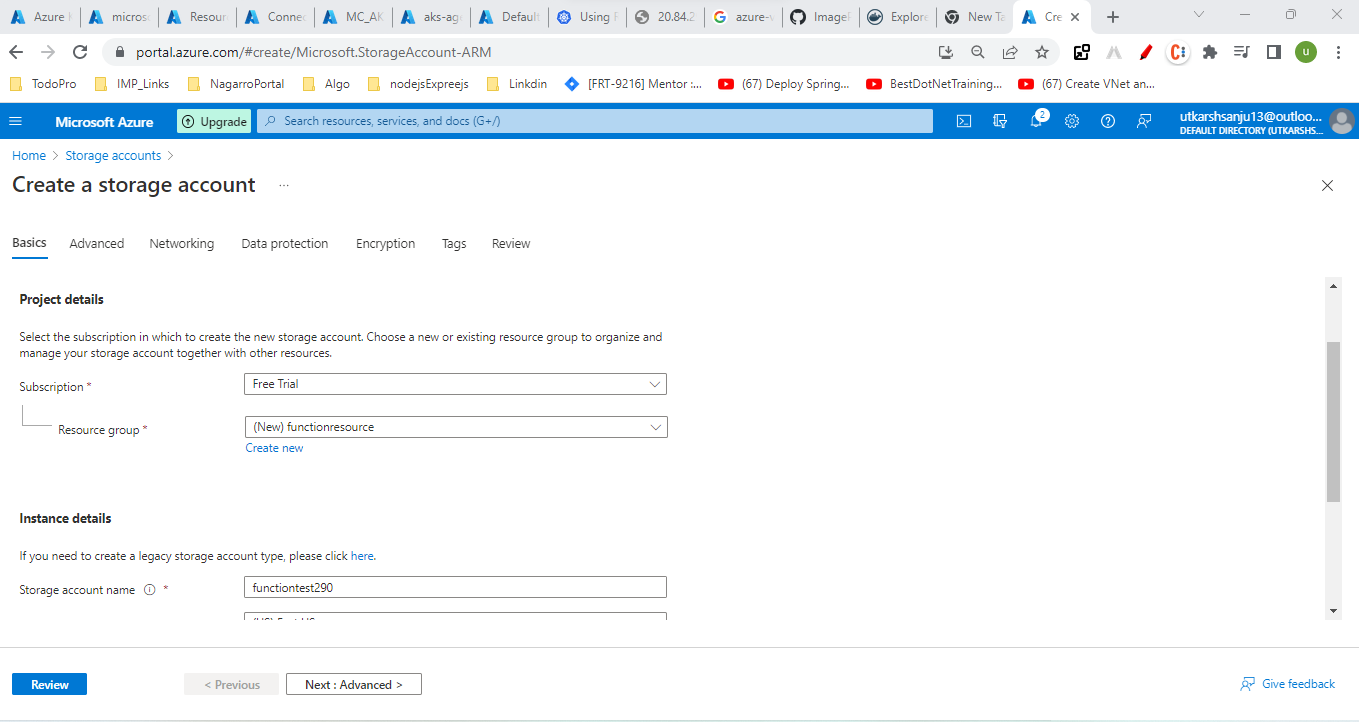 Azure
micros
Resour
Connec
MC_AK
aks-age
Default
Using F
20.84.2
azure-v
ImageP
Explore
New Ta
Cre
portal.azure.com/#create/Microsoft.StorageAccount-ARM
u
TodoPro
IMP_Links
NagarroPortal
Algo
nodejsExpreejs
Linkdin
[FRT-9216] Mentor :...
(67) Deploy Spring...
BestDotNetTraining...
(67) Create VNet an...
Microsoft Azure
Upgrade
Search resources, services, and docs (G+/)
2
utkarshsanju13@outloo...
DEFAULT DIRECTORY (UTKARSHS...
Home > Storage accounts >
Create a storage account ...
Basics
Advanced
Networking
Data protection
Encryption
Tags
Review
Project details
Select the subscription in which to create the new storage account. Choose a new or existing resource group to organize and
manage your storage account together with other resources.
Subscription *
Free Trial
Resource group *
(New) functionresource
Create new
Instance details
If you need to create a legacy storage account type, please click here.
Storage account name *
functiontest290
Review
< Previous
Next : Advanced >
Give feedback